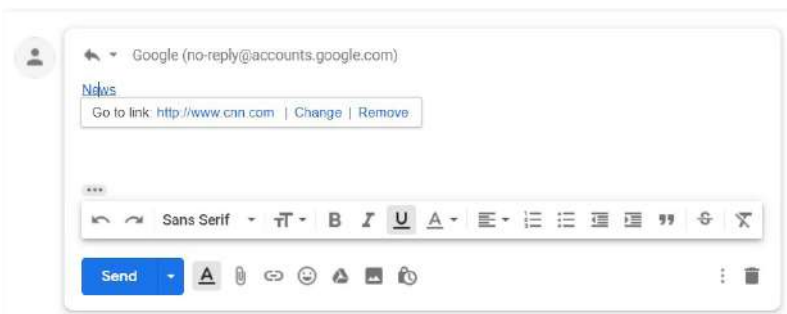 Google (no-reply@accounts.google.com)
News
Go to link: http://www.cnn.com | Change | Remove
Sans Serif
Send